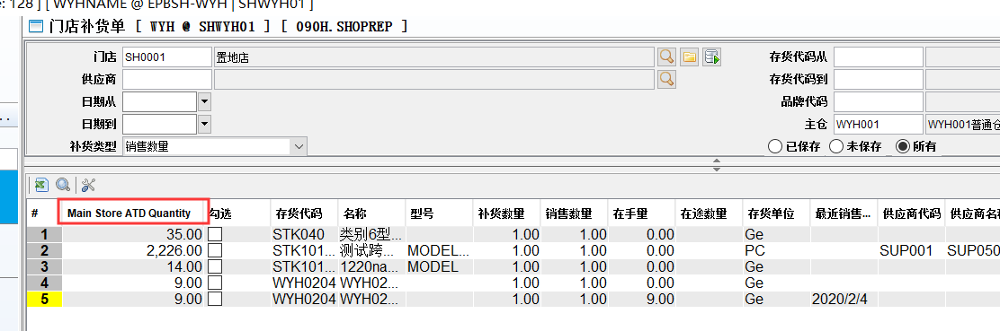 : 128 ] [ WYHNAME @ EPBSH-WYH | SHWYH01 ]
门店补货单 [ WYH @ SHWYH01 ] [ 090H.SHOPREP ]
门店 SH0001 置地店 存货代码从
供应商 存货代码到
日期从 品牌代码
日期到 主仓 WYH001 WYH001普通仓
补货类型 销售数量 已保存 未保存 所有
# Main Store ATD Quantity 勾选 存货代码 名称 型号 补货数量 销售数量 在手量 在途数量 存货单位 最近销售... 供应商代码 供应商名称
1 35.00 STK040 类别6型... 1.00 1.00 0.00 Ge
2 2,226.00 STK101... 测试跨... MODEL... 1.00 1.00 0.00 PC SUP001 SUP050
3 14.00 STK101... 1220na... MODEL 1.00 1.00 0.00 Ge
4 9.00 WYH0204 WYH02... 1.00 1.00 0.00 Ge
5 9.00 WYH0204 WYH02... 1.00 1.00 9.00 Ge 2020/2/4